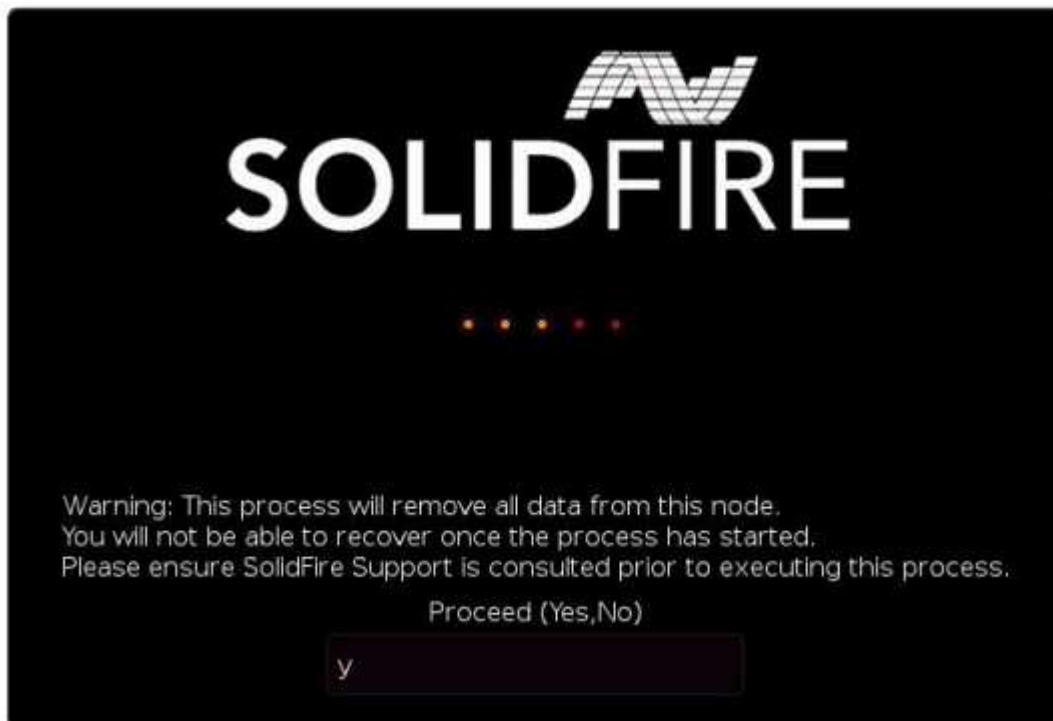 SOLIDFIRE
Warning: This process will remove all data from this node.
You will not be able to recover once the process has started.
Please ensure SolidFire Support is consulted prior to executing this process.
Proceed (Yes,No)
y